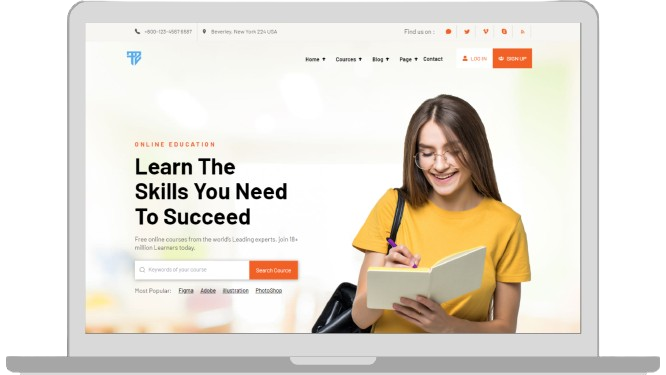 +800-123-4567 6587
Beverley, New York 224 USA
Find us on :
Home
Cources
Blog
Page
Contact
LOG IN
SIGN UP
ONLINE EDUCATION
Learn The
Skills You Need
To Succeed
Free online courses from the world's Leading experts. join 18+
million Learners today.
Keywords of your course
Search Cource
Most Popular:
Figma
Adobe
illustration
PhotoShop